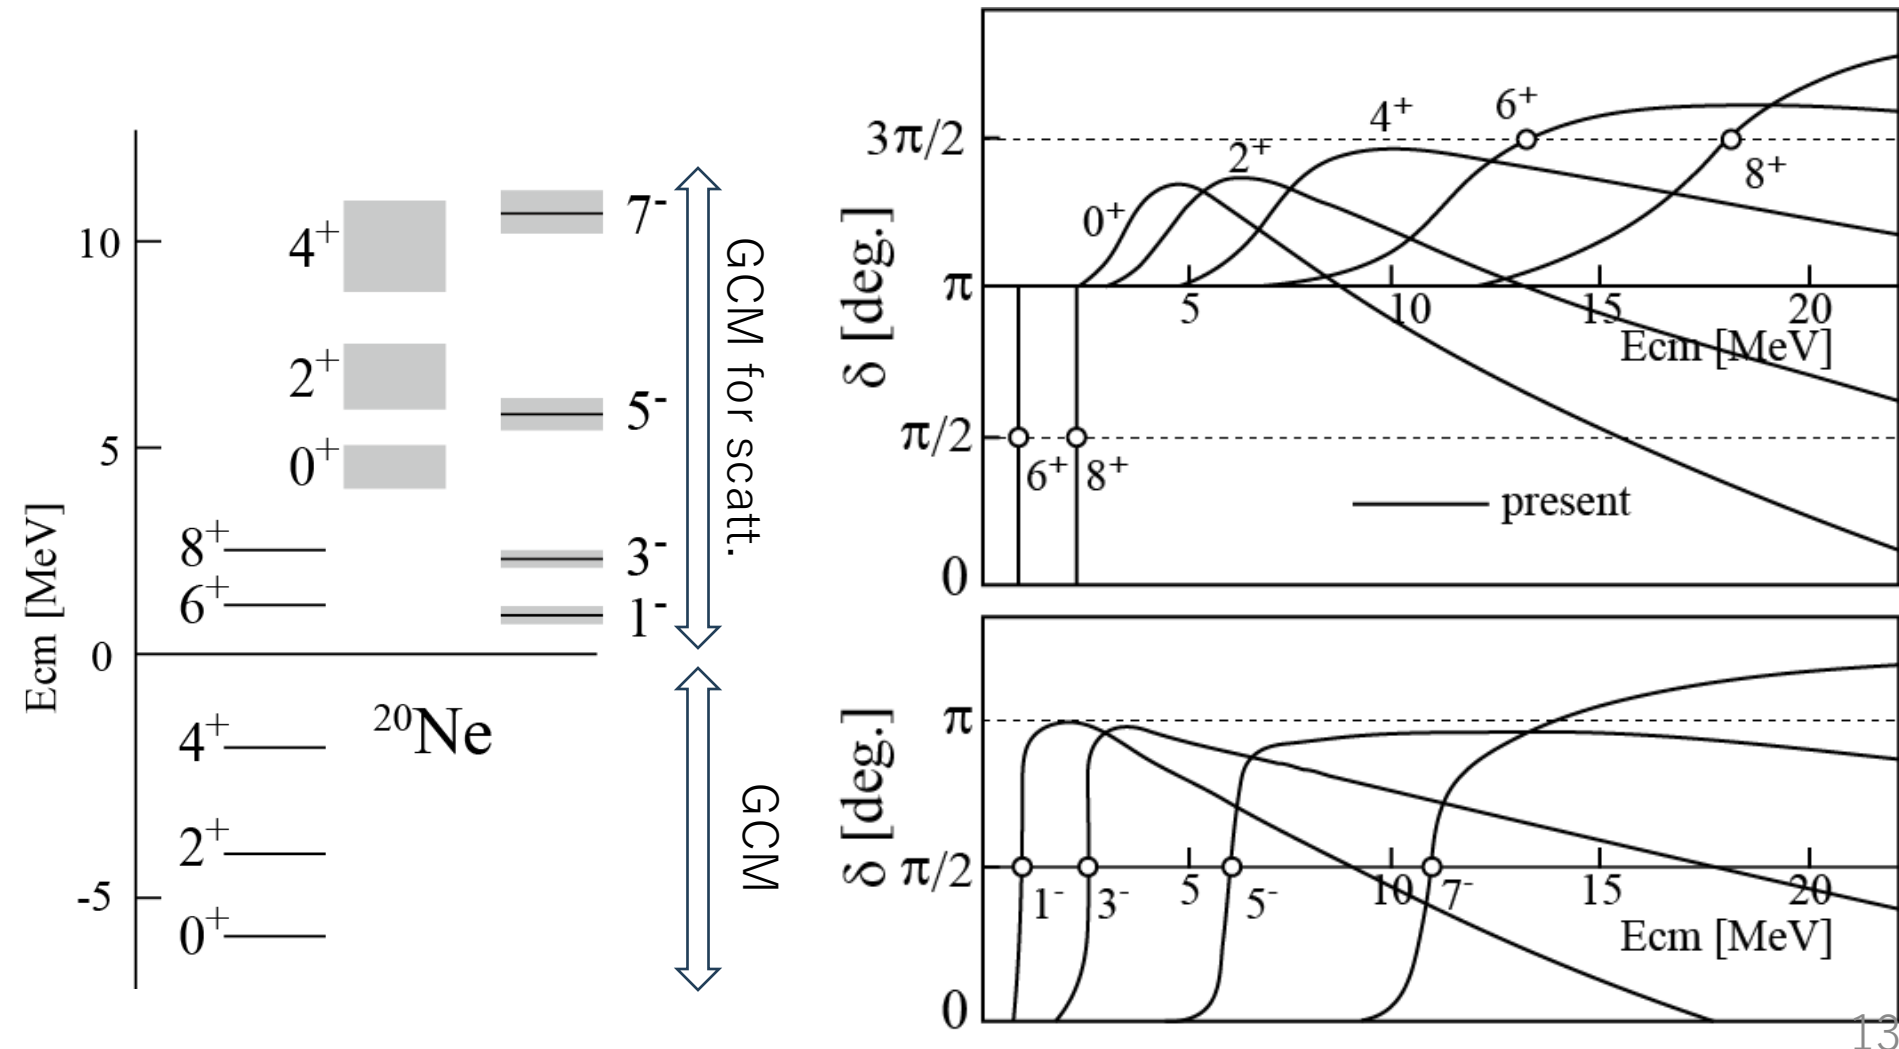 Ecm [MeV]
10
5
0
-5
4+
2+
0+
8+
6+
4+
2+
0+
7-
5-
3-
1-
20Ne
GCM for scatt.
GCM
δ [deg.]
3π/2
π
π/2
0
0+
2+
4+
6+
8+
5
10
15
20
Ecm [MeV]
6+
8+
present
δ [deg.]
π
π/2
0
1-
3-
5
5-
10
7-
15
20
Ecm [MeV]
13